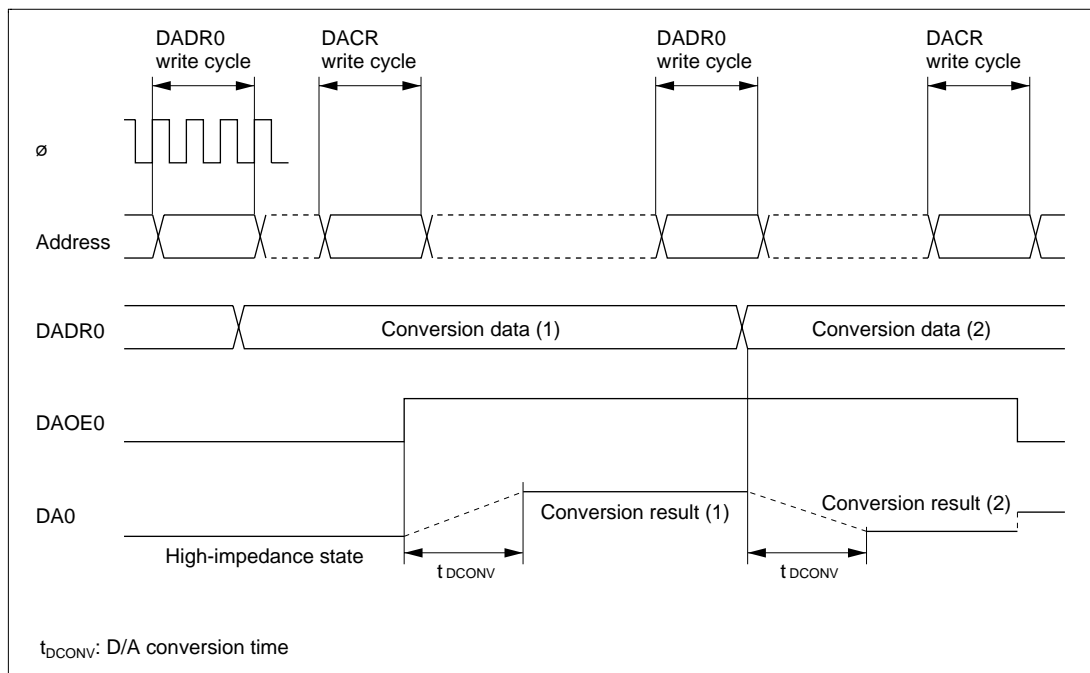 DADR0
write cycle
DACR
write cycle
DADR0
write cycle
DACR
write cycle
ø
Address
DADR0
Conversion data (1)
Conversion data (2)
DAOE0
DA0
High-impedance state
Conversion result (1)
Conversion result (2)
t DCONV
t DCONV
tDCONV: D/A conversion time